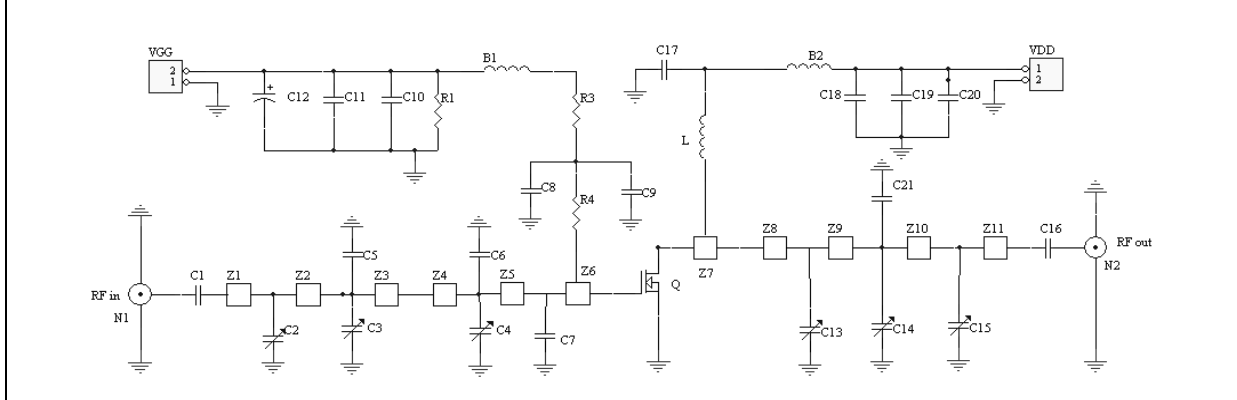 VGG
2
1
C12
+
C11
C10
R1
B1
R3
C8
R4
C9
C17
L
B2
C18
C19
C20
VDD
1
2
RF in
N1
C1
Z1
C2
Z2
C5
C3
Z3
Z4
C6
C4
Z5
C7
Z6
Q
Z7
Z8
C13
Z9
C21
C14
Z10
C15
Z11
C16
RF out
N2